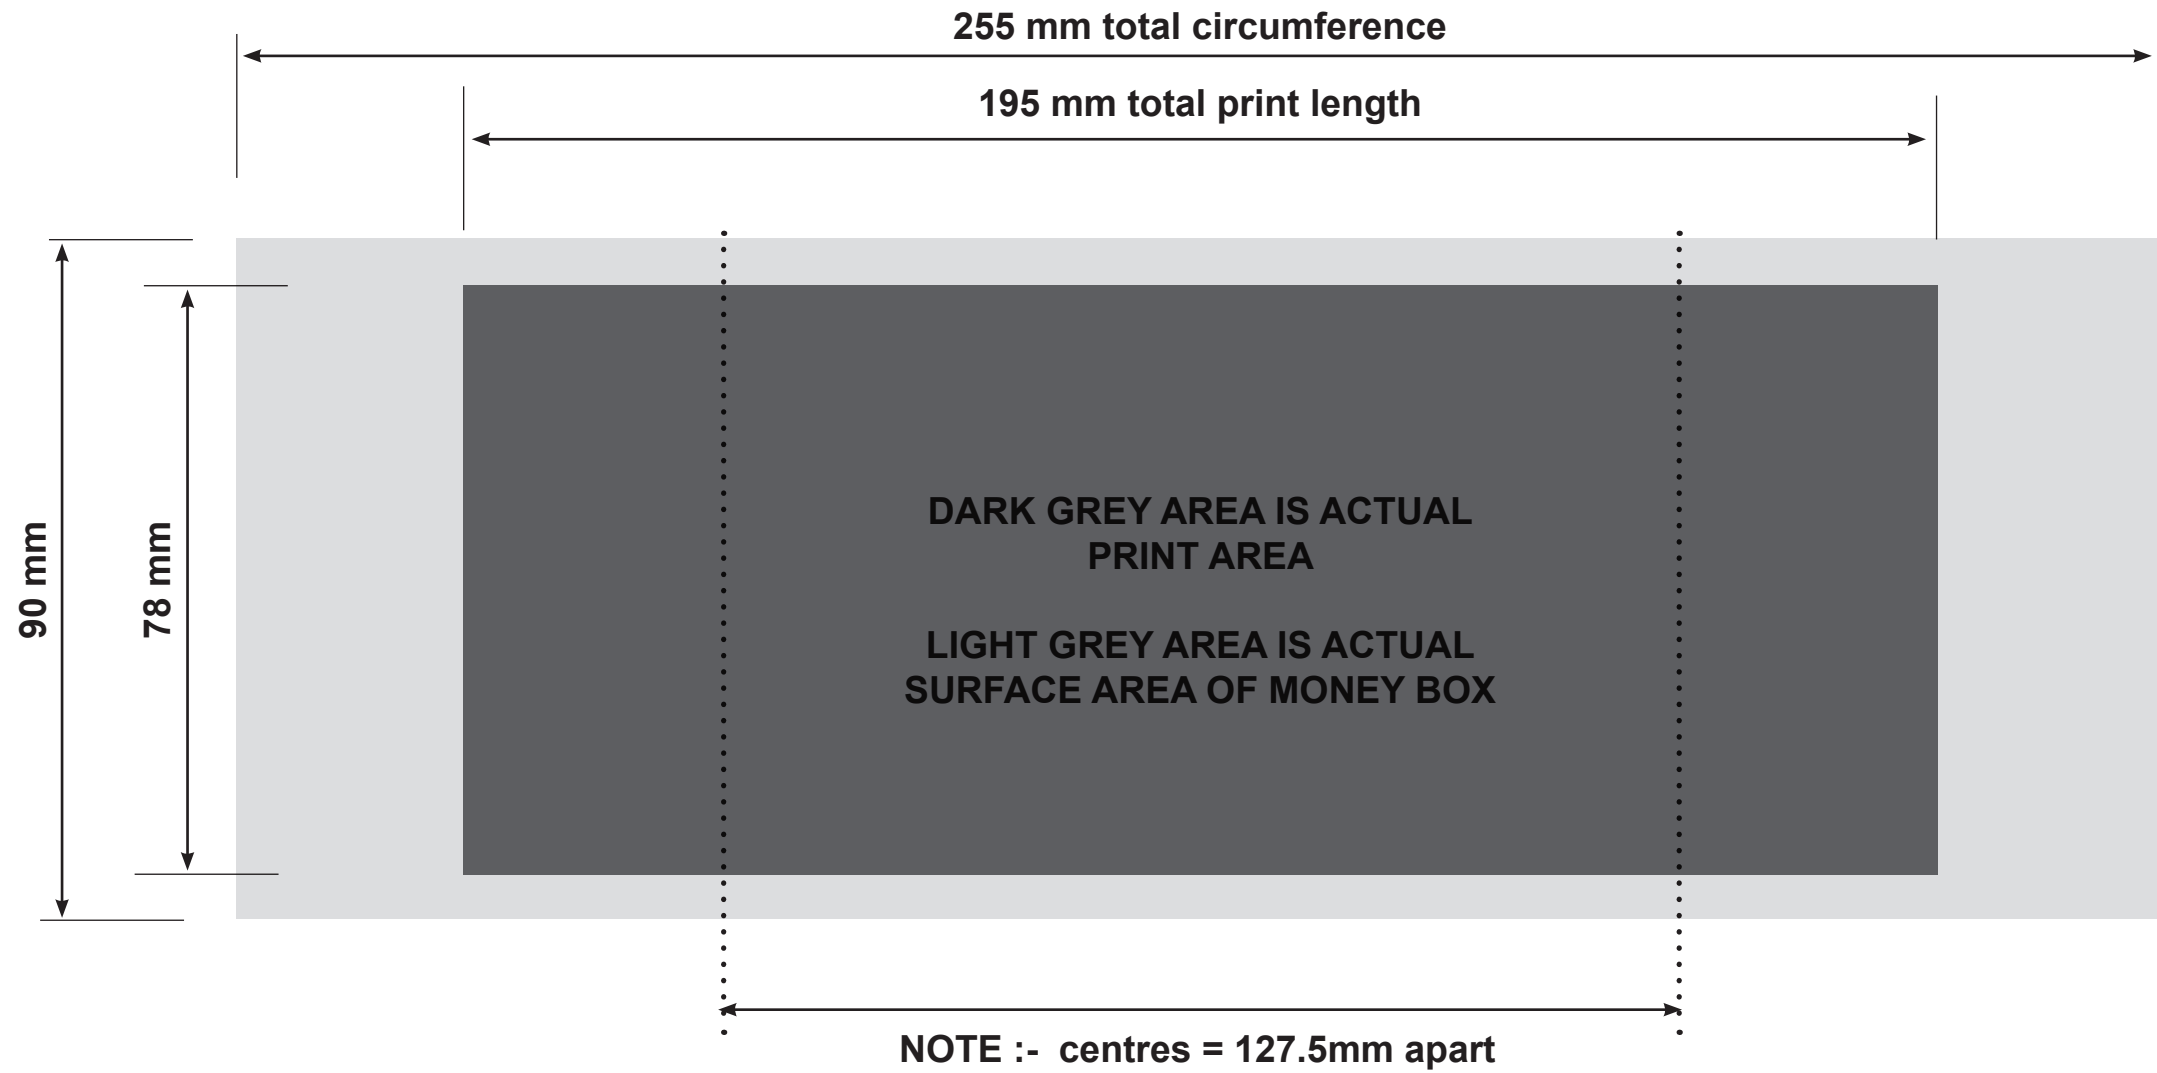 255 mm total circumference
195 mm total print length
90 mm
78 mm
DARK GREY AREA IS ACTUAL
PRINT AREA
LIGHT GREY AREA IS ACTUAL
SURFACE AREA OF MONEY BOX
NOTE :- centres = 127.5mm apart